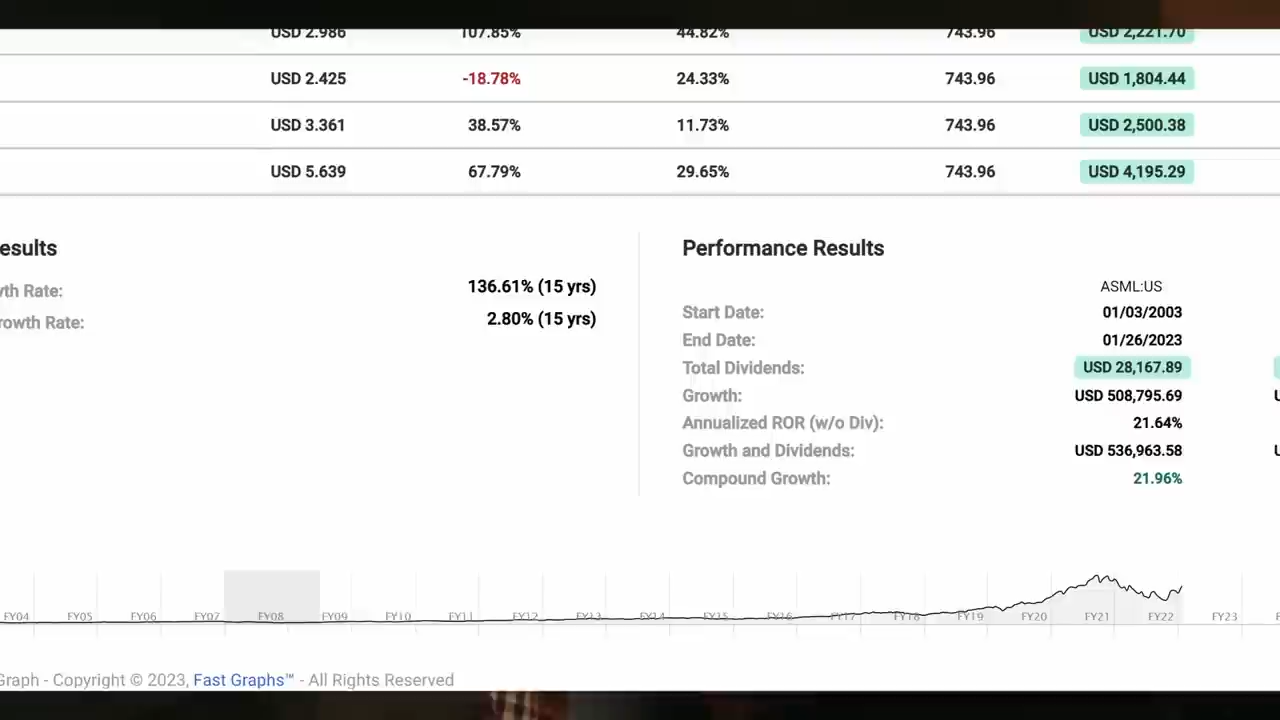 USD 2.986 107.85% 44.82% 743.96 USD 2,221.70
USD 2.425 -18.78% 24.33% 743.96 USD 1,804.44
USD 3.361 38.57% 11.73% 743.96 USD 2,500.38
USD 5.639 67.79% 29.65% 743.96 USD 4,195.29
esults
th Rate: 136.61% (15 yrs)
rowth Rate: 2.80% (15 yrs)
Performance Results
ASML:US
Start Date: 01/03/2003
End Date: 01/26/2023
Total Dividends: USD 28,167.89
Growth: USD 508,795.69
Annualized ROR (w/o Div): 21.64%
Growth and Dividends: USD 536,963.58
Compound Growth: 21.96%
FY04 FY05 FY06 FY07 FY08 FY09 FY10 FY11 FY12 FY13 FY14 FY15 FY16 FY17 FY18 FY19 FY20 FY21 FY22 FY23
Graph - Copyright © 2023, Fast Graphs™ - All Rights Reserved